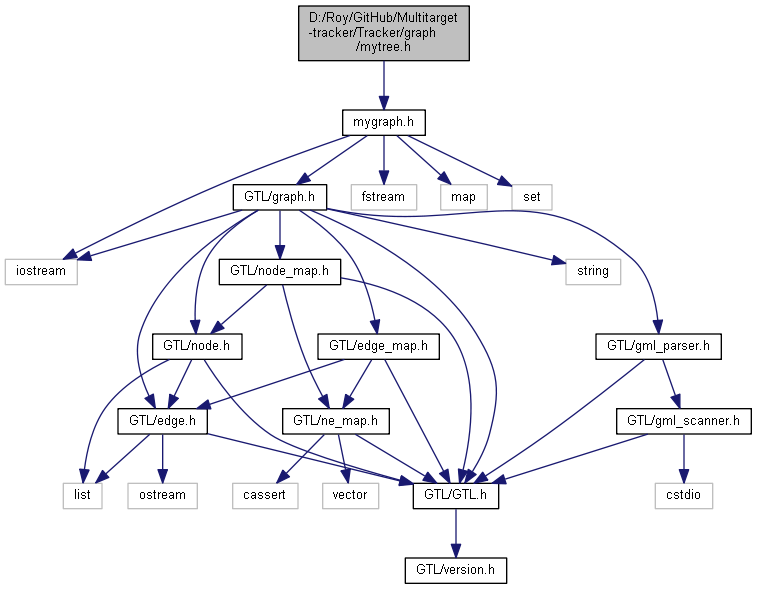 D:/Roy/GitHub/Multitarget
-tracker/Tracker/graph
/mytree.h
mygraph.h
GTL/graph.h
fstream
map
set
iostream
GTL/node_map.h
string
GTL/node.h
GTL/edge_map.h
GTL/gml_parser.h
GTL/edge.h
GTL/ne_map.h
GTL/gml_scanner.h
list
ostream
cassert
vector
GTL/GTL.h
cstdio
GTL/version.h